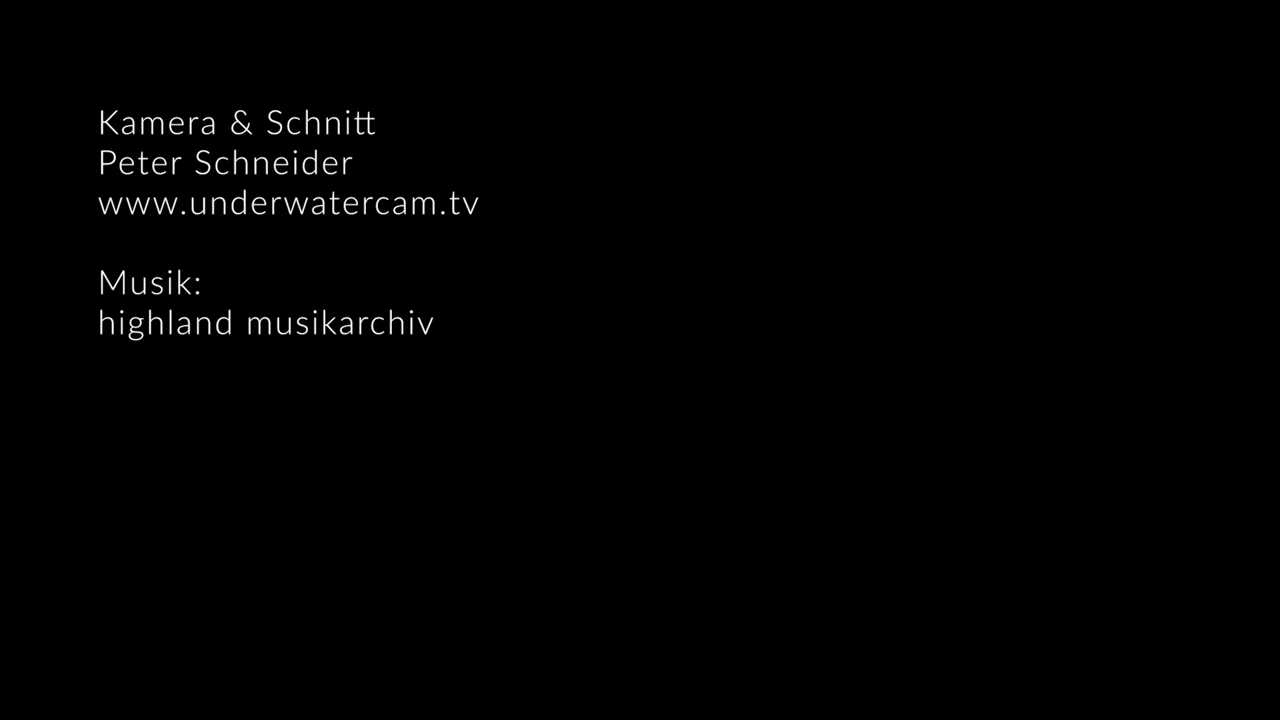 Kamera & Schnitt
Peter Schneider
www.underwatercam.tv
Musik:
highland musikarchiv